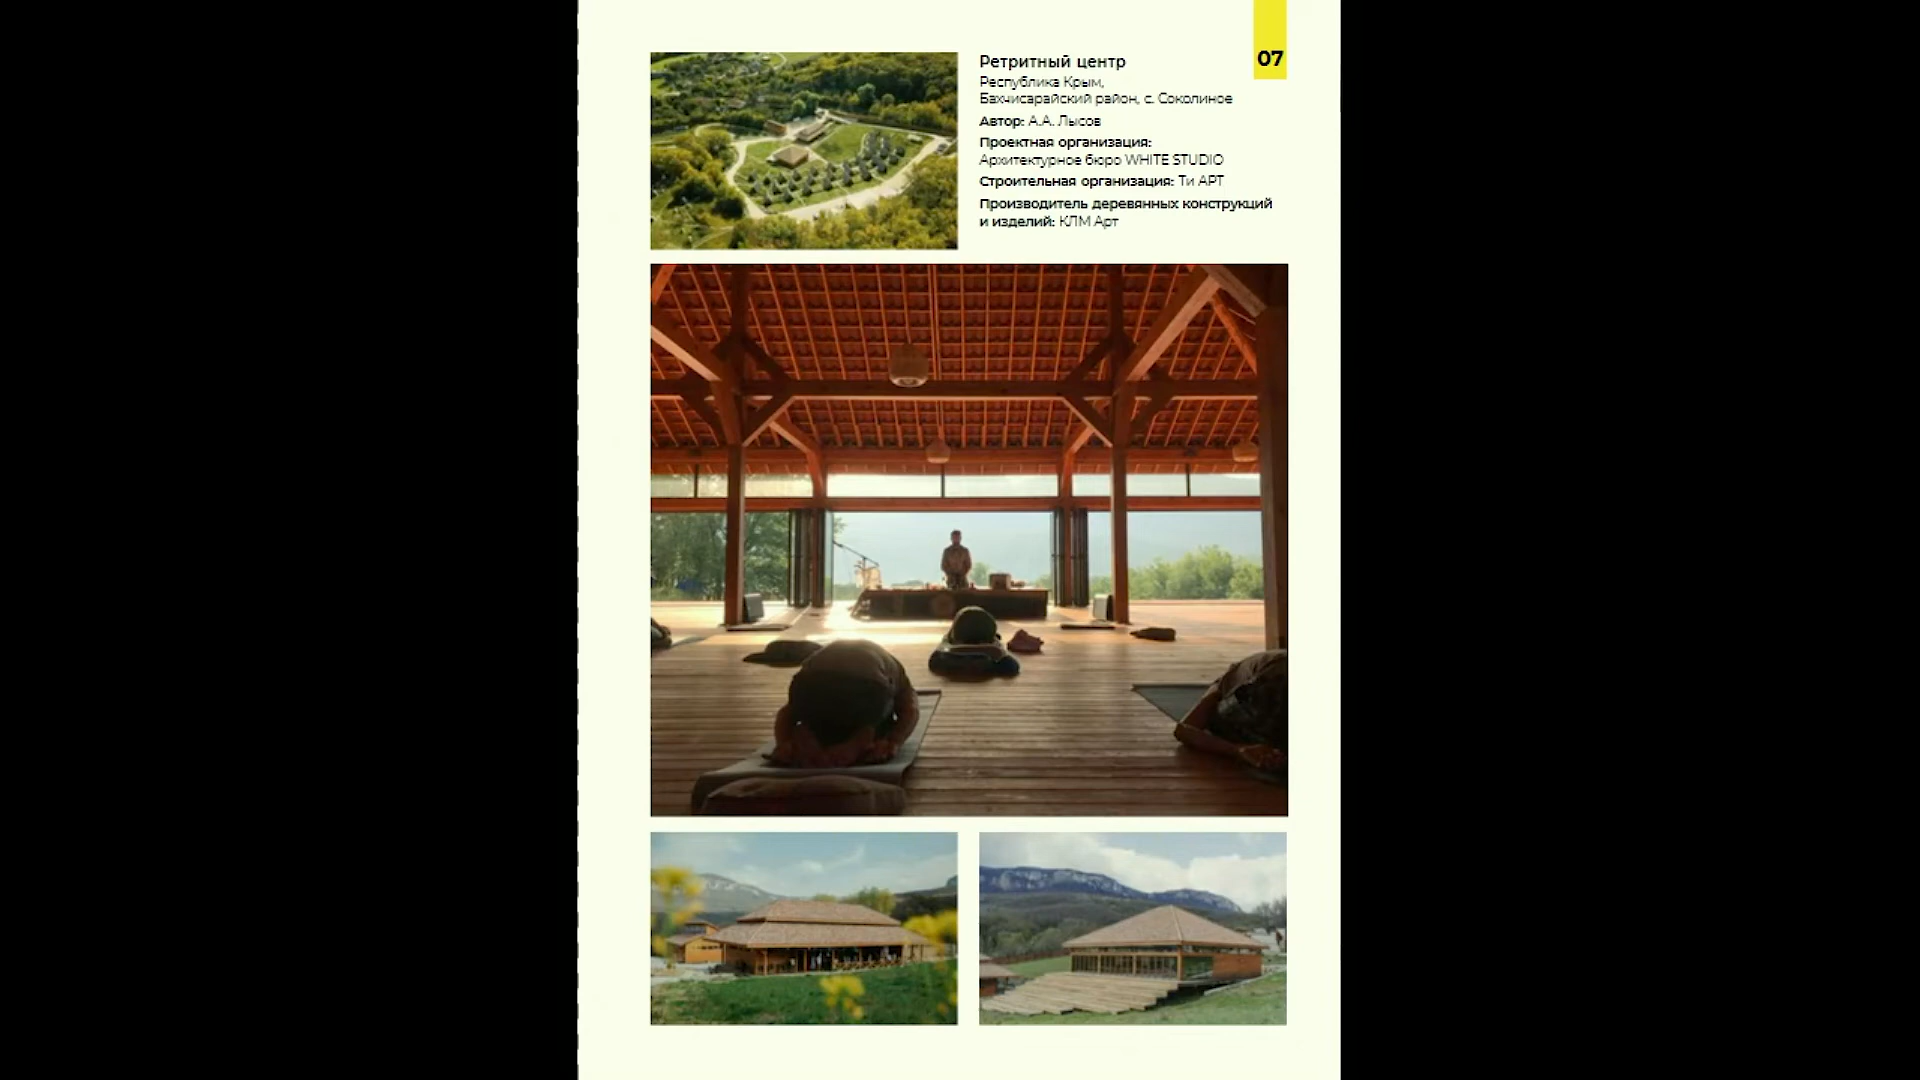 Ретритный центр
07
Республика Крым,
Бахчисарайский район, с. Соколиное
Автор: А.А. Лысов
Проектная организация:
Архитектурное бюро WHITE STUDIO
Строительная организация: Ти АРТ
Производитель деревянных конструкций
и изделий: КЛМ Арт